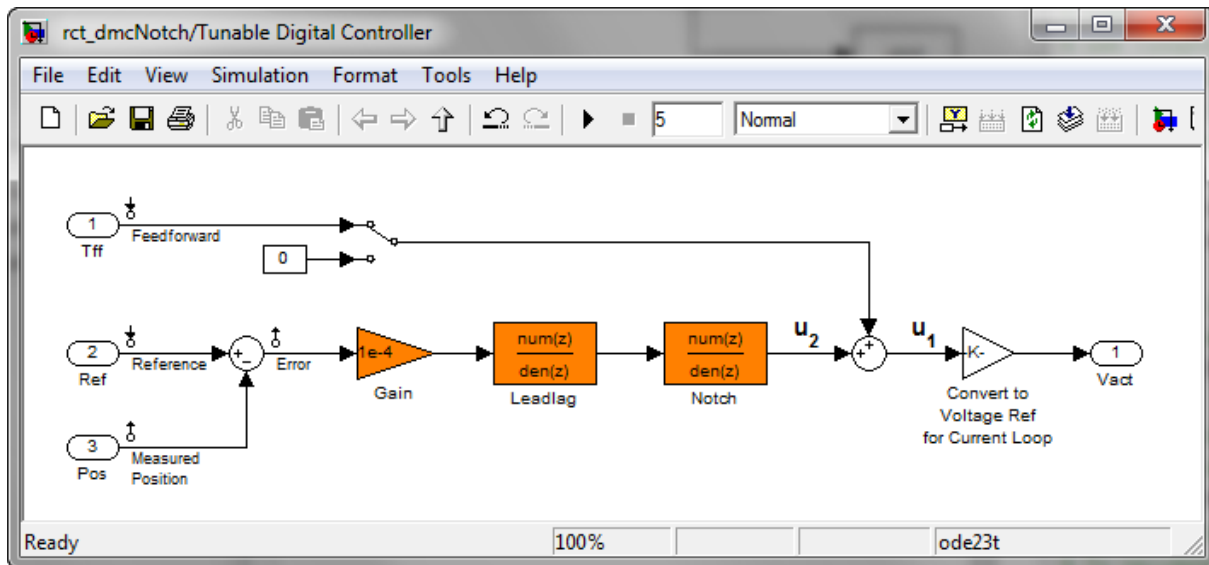 rct_dmcNotch/Tunable Digital Controller
File Edit View Simulation Format Tools Help
5 Normal
1
Tff
Feedforward
0
2
Ref
Reference
+
−
Error
1e-4
Gain
num(z)
den(z)
Leadlag
num(z)
den(z)
Notch
u2
+
+
u1
-K-
Convert to
Voltage Ref
for Current Loop
1
Vact
3
Pos
Measured
Position
Ready 100% ode23t